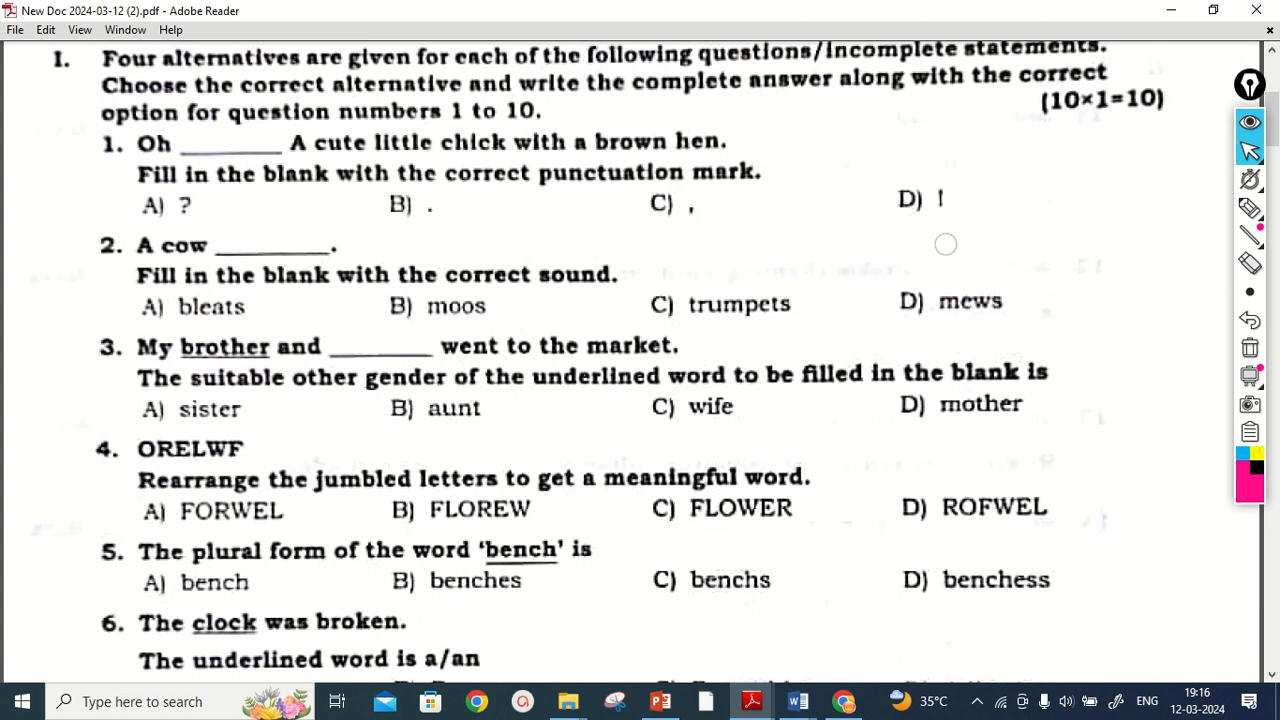 New Doc 2024-03-12 (2).pdf - Adobe Reader
File Edit View Window Help
I. Four alternatives are given for each of the following questions/incomplete statements.
Choose the correct alternative and write the complete answer along with the correct
option for question numbers 1 to 10. (10×1=10)
1. Oh ________ A cute little chick with a brown hen.
Fill in the blank with the correct punctuation mark.
A) ? B) . C) , D) !
2. A cow _________.
Fill in the blank with the correct sound.
A) bleats B) moos C) trumpets D) mews
3. My brother and ________ went to the market.
The suitable other gender of the underlined word to be filled in the blank is
A) sister B) aunt C) wife D) mother
4. ORELWF
Rearrange the jumbled letters to get a meaningful word.
A) FORWEL B) FLOREW C) FLOWER D) ROFWEL
5. The plural form of the word ‘bench’ is
A) bench B) benches C) benchs D) benchess
6. The clock was broken.
The underlined word is a/an
Type here to search
35°C
ENG
19:16
12-03-2024